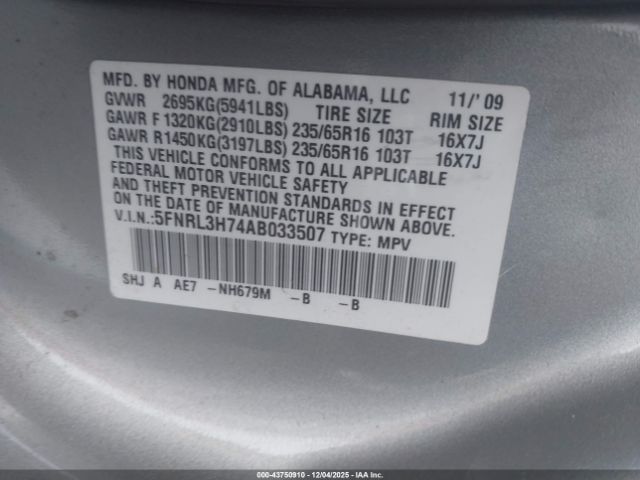 MFD. BY HONDA MFG. OF ALABAMA, LLC 11/'09
GVWR 2695KG(5941LBS) TIRE SIZE RIM SIZE
GAWR F 1320KG(2910LBS) 235/65R16 103T 16X7J
GAWR R1450KG(3197LBS) 235/65R16 103T 16X7J
THIS VEHICLE CONFORMS TO ALL APPLICABLE
FEDERAL MOTOR VEHICLE SAFETY
AND THEFT PREVENTION STANDARDS IN EFFECT
ON THE DATE OF MANUFACTURE SHOWN ABOVE.
V.I.N.:5FNRL3H74AB033507 TYPE: MPV
SHJ A AE7 -NH679M -B -B
000-43750910 - 12/04/2025 - IAAI.com